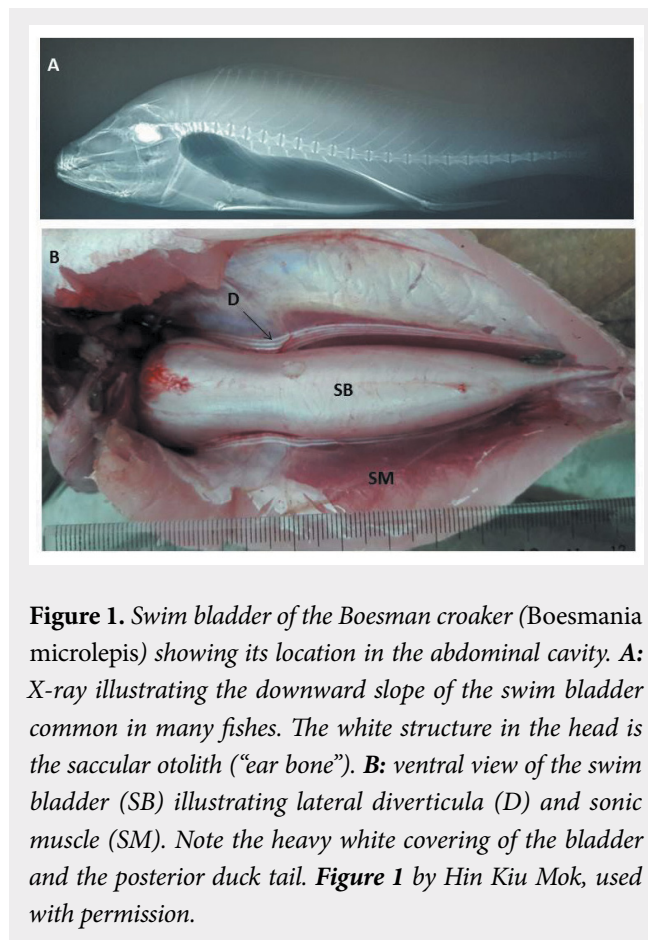 A
B
D
SB
SM
Figure 1. Swim bladder of the Boesman croaker (Boesmania
microlepis) showing its location in the abdominal cavity. A:
X-ray illustrating the downward slope of the swim bladder
common in many fishes. The white structure in the head is
the saccular otolith (“ear bone”). B: ventral view of the swim
bladder (SB) illustrating lateral diverticula (D) and sonic
muscle (SM). Note the heavy white covering of the bladder
and the posterior duck tail. Figure 1 by Hin Kiu Mok, used
with permission.